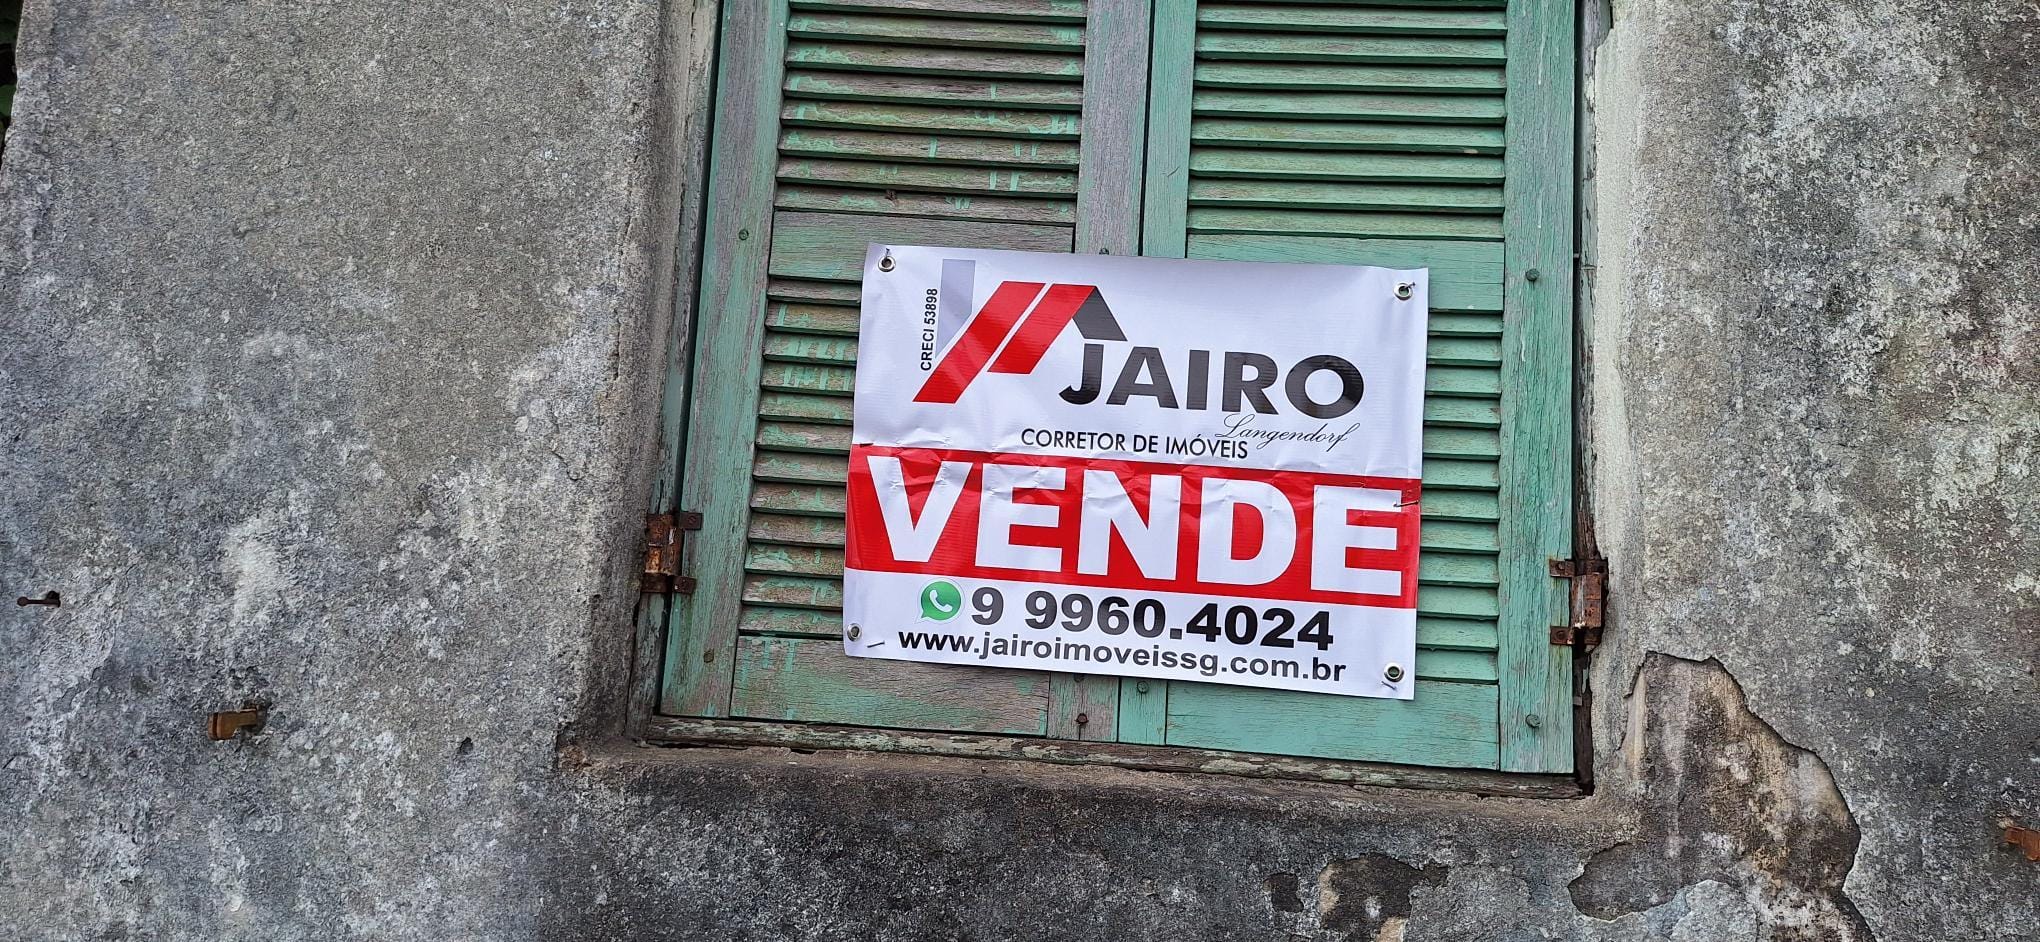 CRECI 53898
JAIRO
Langendorf
CORRETOR DE IMÓVEIS
VENDE
9 9960.4024
www.jairoimoveissg.com.br